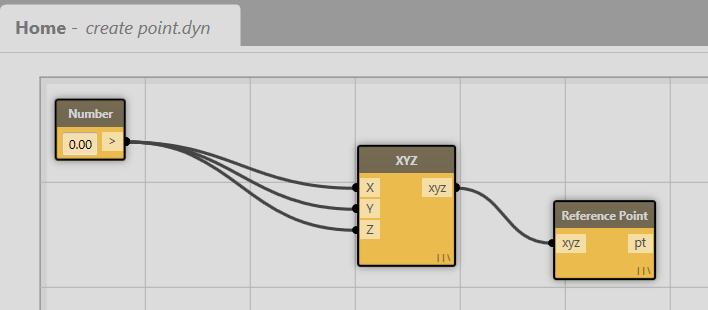 Home - create point.dyn
Number
0.00 >
XYZ
X xyz
Y
Z
Reference Point
xyz pt